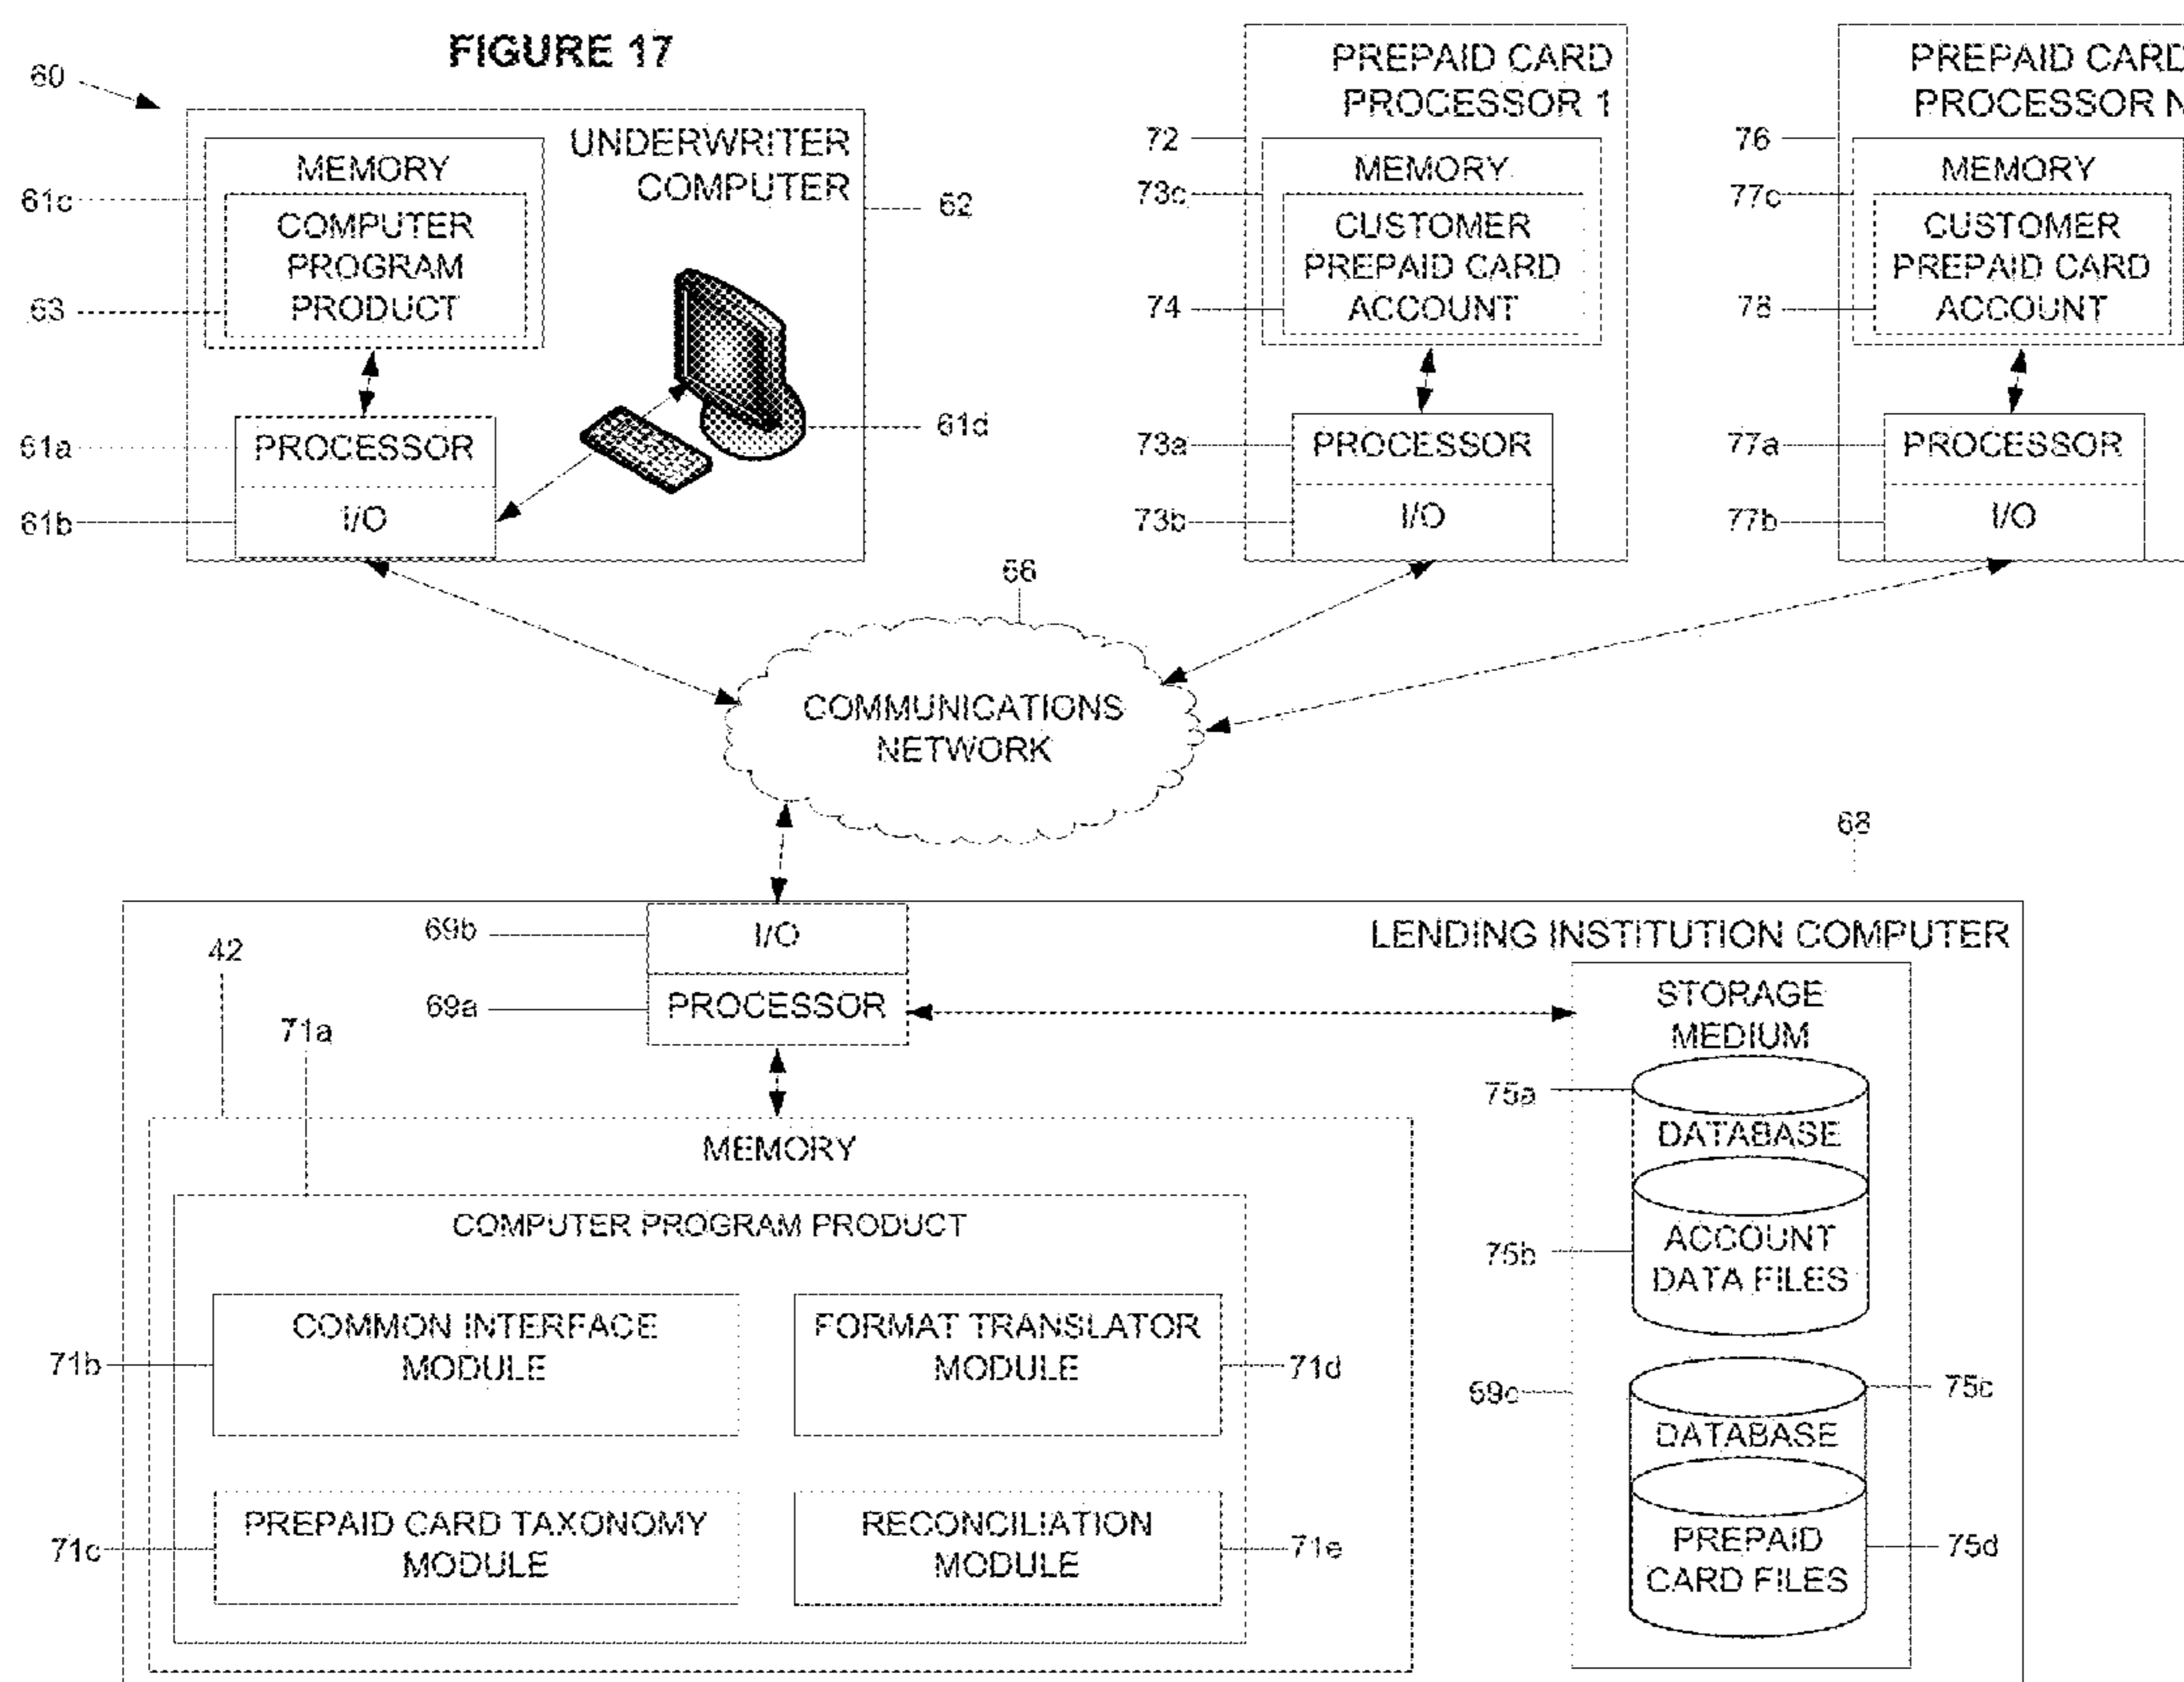 FIGURE 17
60
UNDERWRITER
COMPUTER
62
MEMORY
61c
COMPUTER
PROGRAM
PRODUCT
63
PROCESSOR
61a
I/O
61b
61d
PREPAID CARD
PROCESSOR 1
72
MEMORY
73c
CUSTOMER
PREPAID CARD
ACCOUNT
74
PROCESSOR
73a
I/O
73b
PREPAID CARD
PROCESSOR N
76
MEMORY
77c
CUSTOMER
PREPAID CARD
ACCOUNT
78
PROCESSOR
77a
I/O
77b
66
COMMUNICATIONS
NETWORK
68
LENDING INSTITUTION COMPUTER
69b
I/O
69a
PROCESSOR
42
71a
MEMORY
COMPUTER PROGRAM PRODUCT
COMMON INTERFACE
MODULE
71b
FORMAT TRANSLATOR
MODULE
71d
PREPAID CARD TAXONOMY
MODULE
71c
RECONCILIATION
MODULE
71e
STORAGE
MEDIUM
75a
DATABASE
75b
ACCOUNT
DATA FILES
69c
75c
DATABASE
PREPAID
CARD FILES
75d